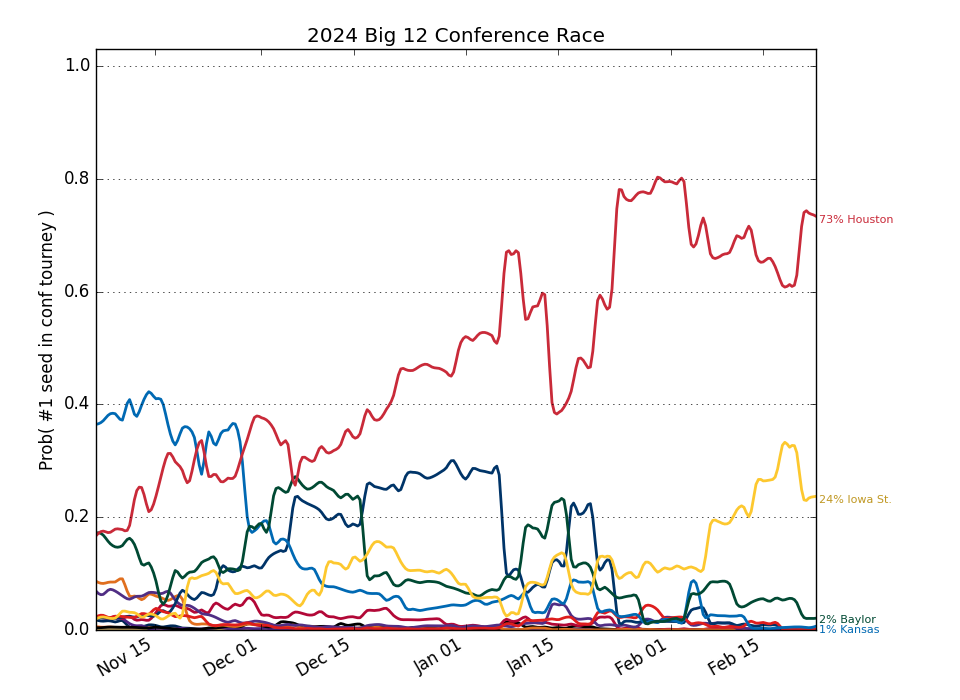 2024 Big 12 Conference Race
Prob( #1 seed in conf tourney )
1.0
0.8
0.6
0.4
0.2
0.0
73% Houston
24% Iowa St.
2% Baylor
1% Kansas
Nov 15
Dec 01
Dec 15
Jan 01
Jan 15
Feb 01
Feb 15